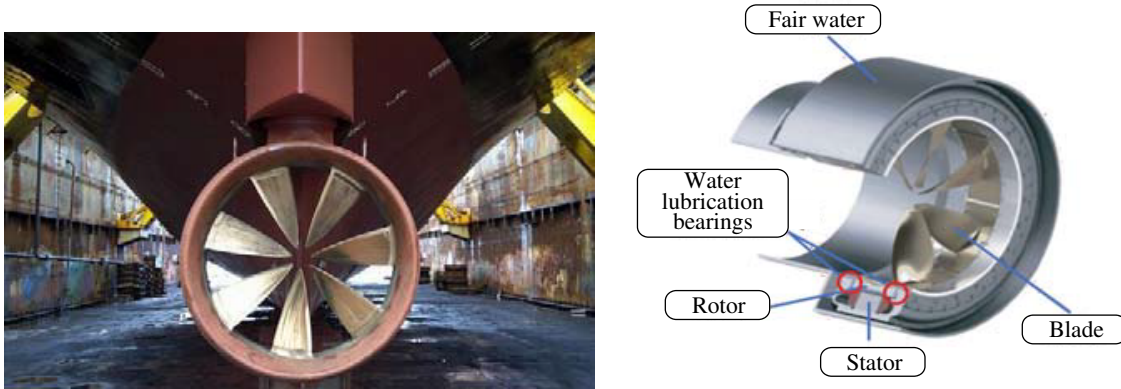 Fair water
Water
lubrication
bearings
Rotor
Stator
Blade